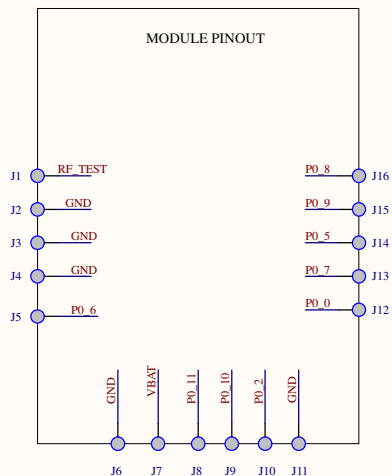 MODULE PINOUT
J1 RF_TEST P0_8 J16
J2 GND P0_9 J15
J3 GND P0_5 J14
J4 GND P0_7 J13
J5 P0_6 P0_0 J12
GND VBAT P0_11 P0_10 P0_2 GND
J6 J7 J8 J9 J10 J11